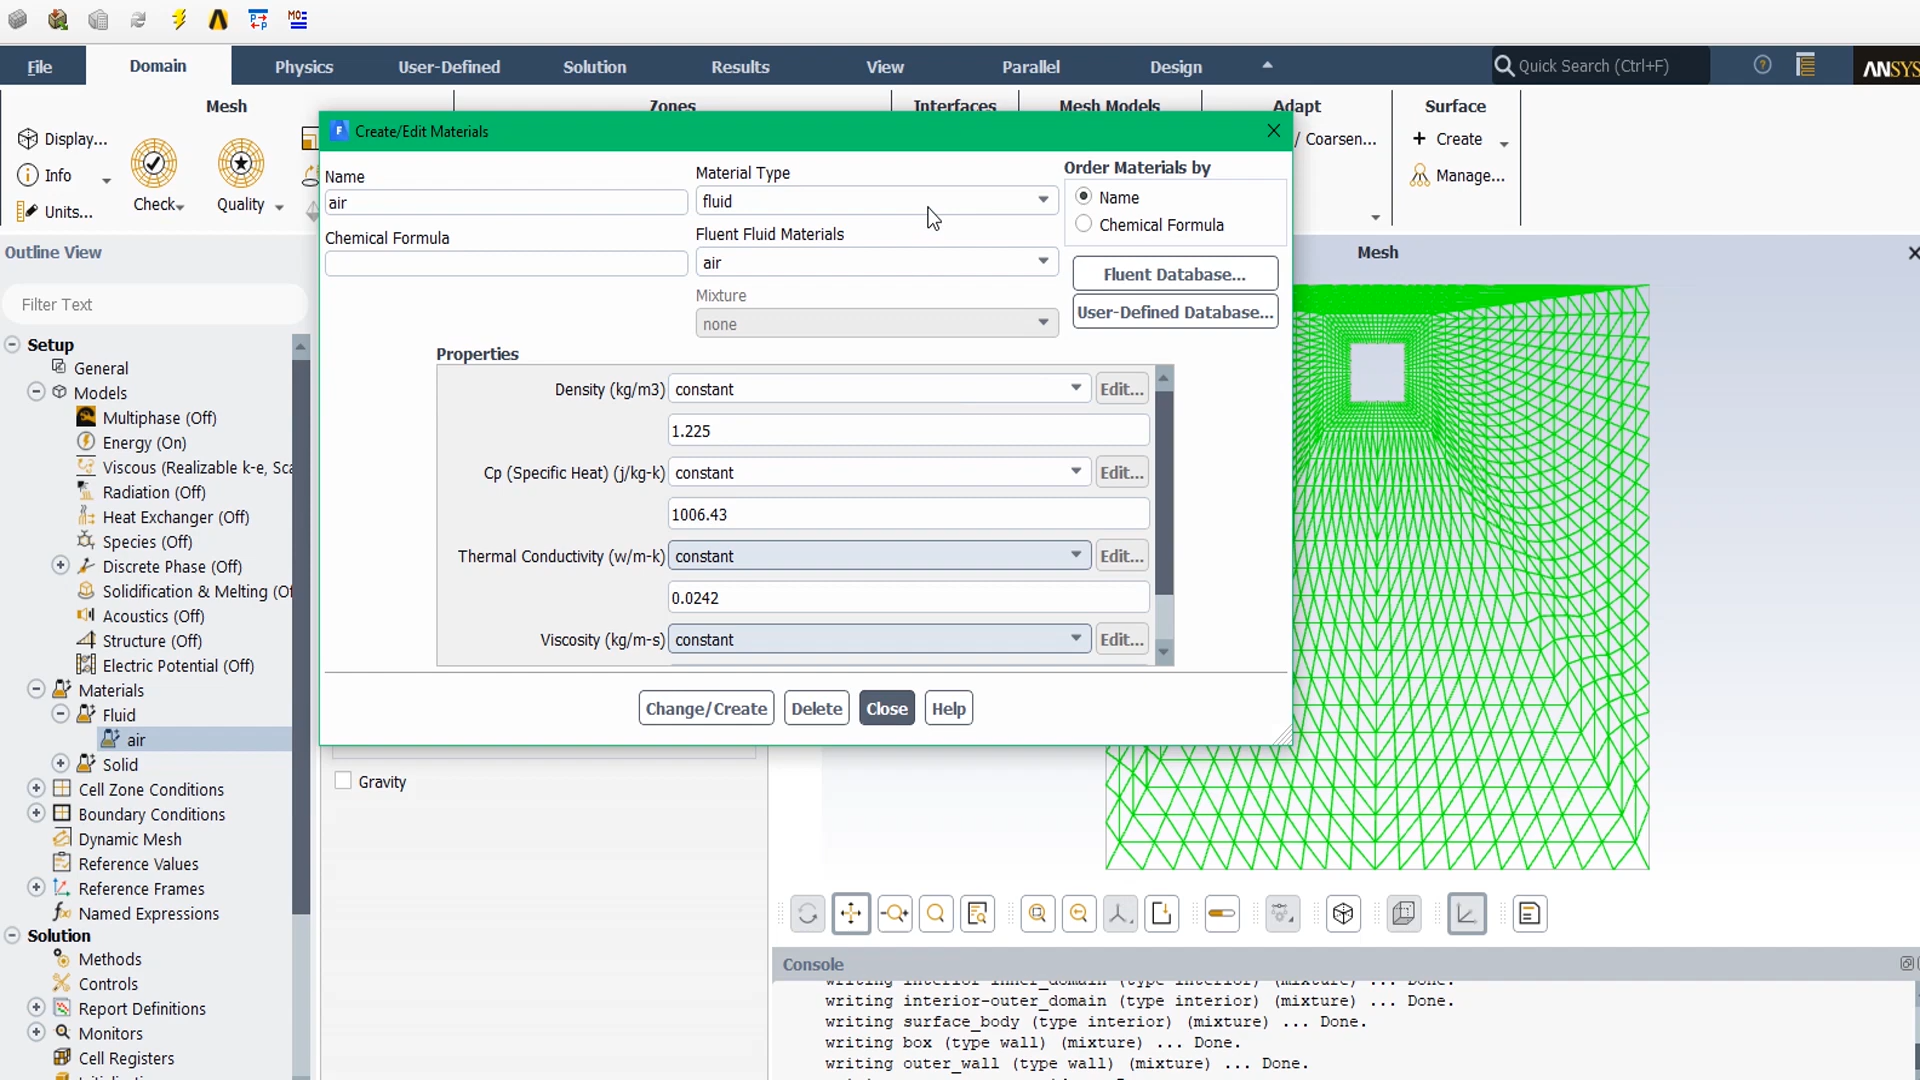 MO
File
Domain
Physics
User-Defined
Solution
Results
View
Parallel
Design
Quick Search (Ctrl+F)
ANSYS
Mesh
Zones
Interfaces
Mesh Models
Adapt
Surface
Display...
Info
Units...
Check
Quality
/ Coarsen...
+ Create
Manage...
Create/Edit Materials
Name
air
Chemical Formula
Material Type
fluid
Fluent Fluid Materials
air
Mixture
none
Order Materials by
Name
Chemical Formula
Fluent Database...
User-Defined Database...
Properties
Density (kg/m3) constant Edit...
1.225
Cp (Specific Heat) (j/kg-k) constant Edit...
1006.43
Thermal Conductivity (w/m-k) constant Edit...
0.0242
Viscosity (kg/m-s) constant Edit...
Change/Create
Delete
Close
Help
Gravity
Outline View
Filter Text
Setup
General
Models
Multiphase (Off)
Energy (On)
Viscous (Realizable k-e, Sca
Radiation (Off)
Heat Exchanger (Off)
Species (Off)
Discrete Phase (Off)
Solidification & Melting (Of
Acoustics (Off)
Structure (Off)
Electric Potential (Off)
Materials
Fluid
air
Solid
Cell Zone Conditions
Boundary Conditions
Dynamic Mesh
Reference Values
Reference Frames
Named Expressions
Solution
Methods
Controls
Report Definitions
Monitors
Cell Registers
Mesh
Console
writing interior-inner_domain (type interior) (mixture) ... Done.
writing interior-outer_domain (type interior) (mixture) ... Done.
writing surface_body (type interior) (mixture) ... Done.
writing box (type wall) (mixture) ... Done.
writing outer_wall (type wall) (mixture) ... Done.